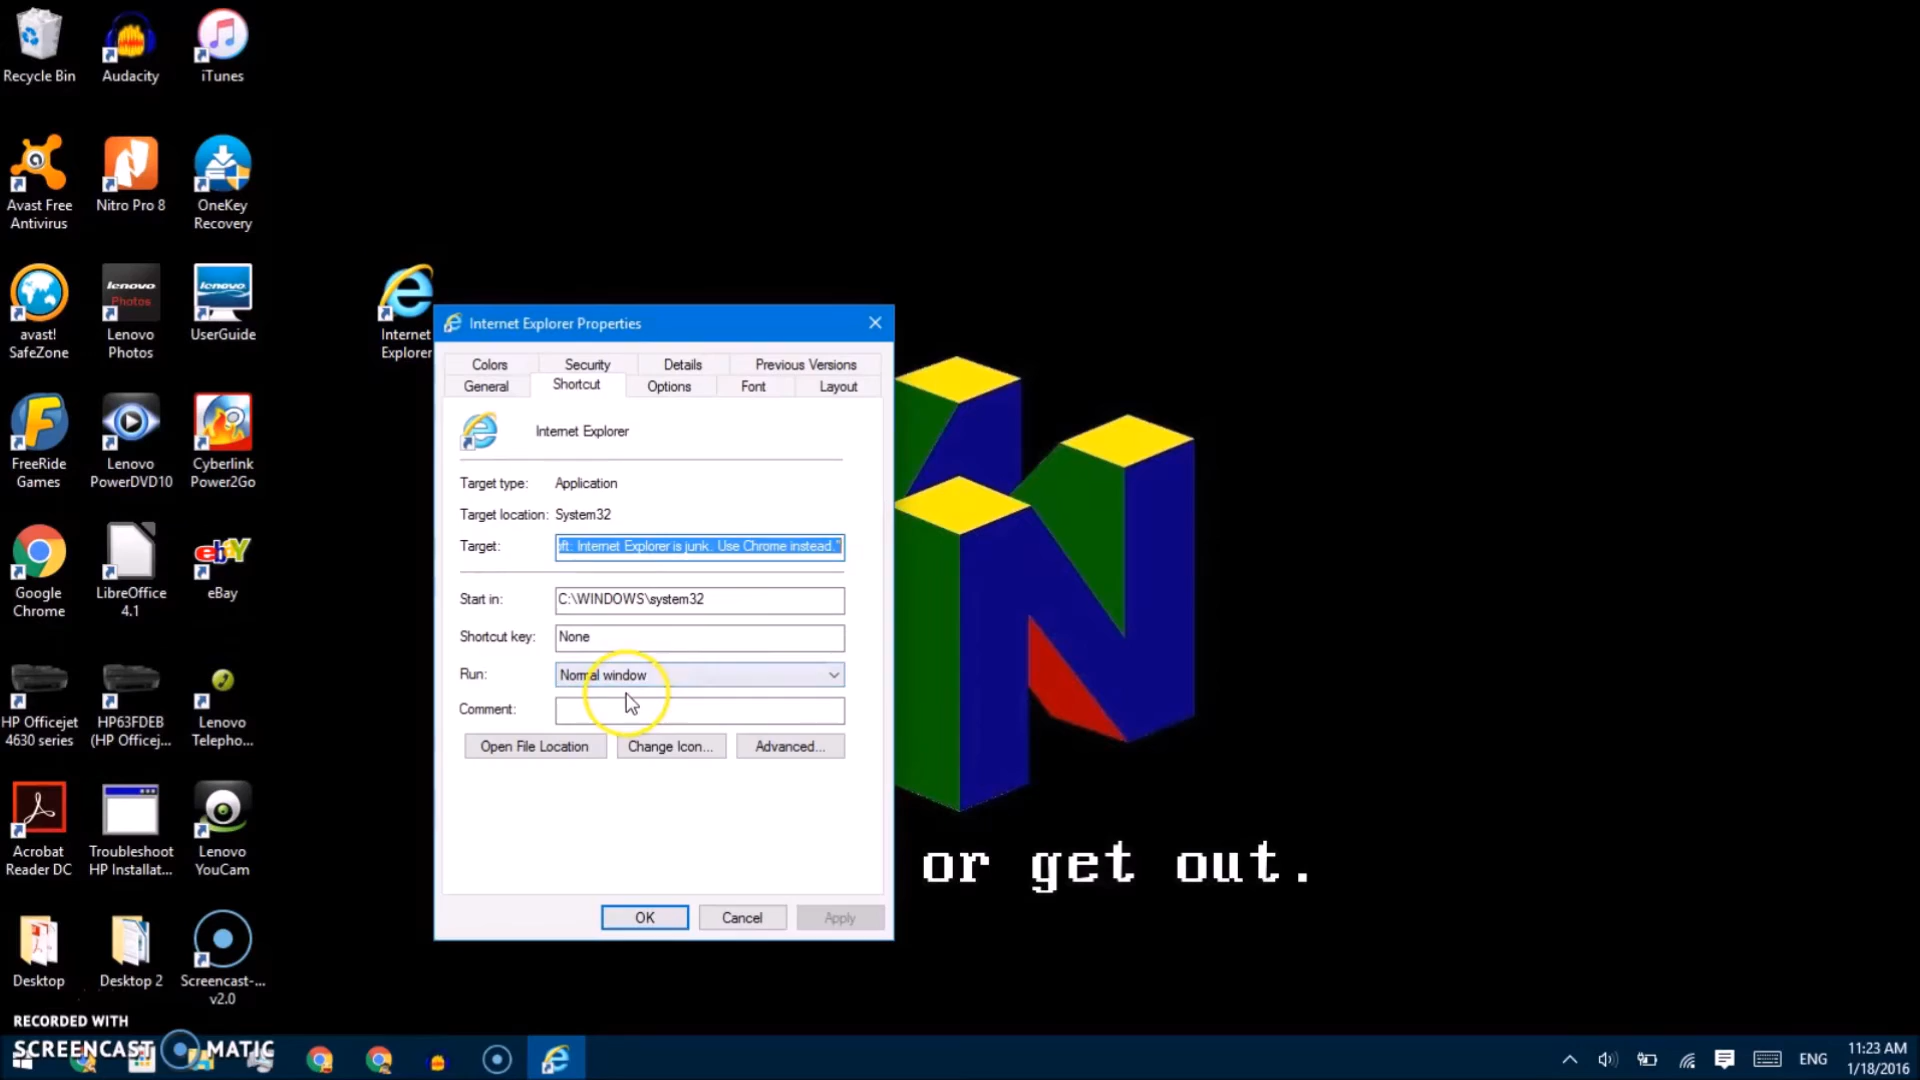 Recycle Bin
Audacity
iTunes
Avast Free
Antivirus
Nitro Pro 8
OneKey
Recovery
avast!
SafeZone
lenovo
Photos
Lenovo
Photos
lenovo
UserGuide
Internet
Explorer
FreeRide
Games
Lenovo
PowerDVD10
Cyberlink
Power2Go
Google
Chrome
LibreOffice
4.1
ebay
eBay
HP Officejet
4630 series
HP63FDEB
(HP Officej...
Lenovo
Telepho...
Acrobat
Reader DC
Troubleshoot
HP Installat...
Lenovo
YouCam
Desktop
Desktop 2
Screencast-...
v2.0
Internet Explorer Properties
Colors Security Details Previous Versions
General Shortcut Options Font Layout
Internet Explorer
Target type: Application
Target location: System32
Target: oft: Internet Explorer is junk. Use Chrome instead."
Start in: C:\WINDOWS\system32
Shortcut key: None
Run: Normal window
Comment:
Open File Location Change Icon... Advanced...
OK Cancel Apply
or get out.
RECORDED WITH
SCREENCAST MATIC
ENG
11:23 AM
1/18/2016